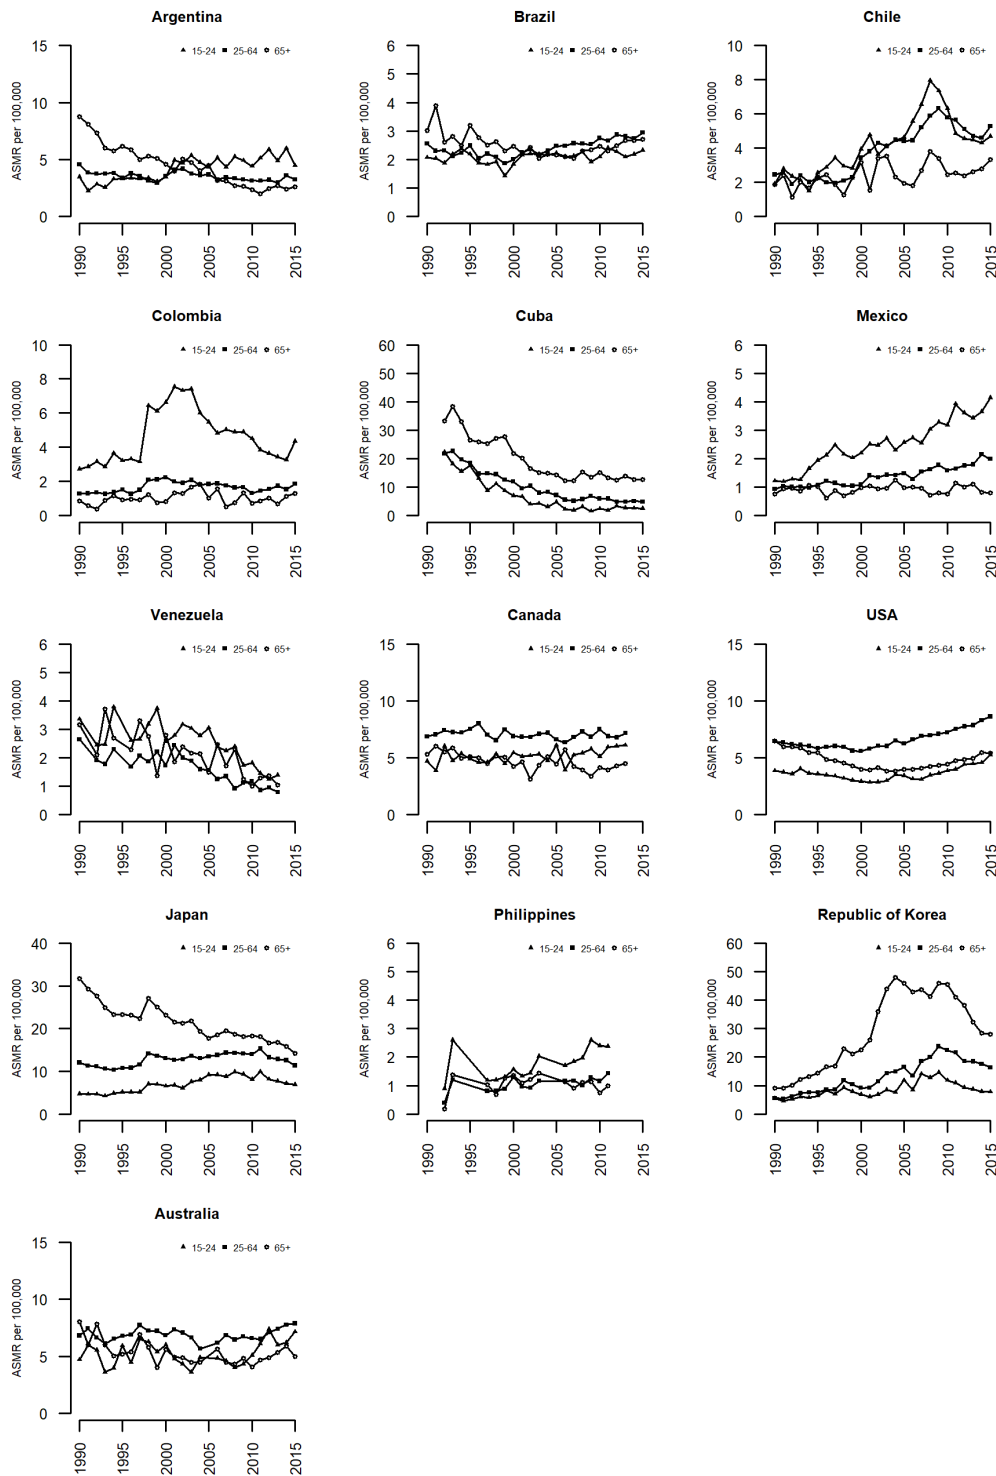 Argentina
15-24 25-64 65+
ASMR per 100,000
15
10
5
0
1990 1995 2000 2005 2010 2015
Brazil
15-24 25-64 65+
ASMR per 100,000
6
5
4
3
2
1
0
1990 1995 2000 2005 2010 2015
Chile
15-24 25-64 65+
ASMR per 100,000
10
8
6
4
2
0
1990 1995 2000 2005 2010 2015
Colombia
15-24 25-64 65+
ASMR per 100,000
10
8
6
4
2
0
1990 1995 2000 2005 2010 2015
Cuba
15-24 25-64 65+
ASMR per 100,000
60
50
40
30
20
10
0
1990 1995 2000 2005 2010 2015
Mexico
15-24 25-64 65+
ASMR per 100,000
6
5
4
3
2
1
0
1990 1995 2000 2005 2010 2015
Venezuela
15-24 25-64 65+
ASMR per 100,000
6
5
4
3
2
1
0
1990 1995 2000 2005 2010 2015
Canada
15-24 25-64 65+
ASMR per 100,000
15
10
5
0
1990 1995 2000 2005 2010 2015
USA
15-24 25-64 65+
ASMR per 100,000
15
10
5
0
1990 1995 2000 2005 2010 2015
Japan
15-24 25-64 65+
ASMR per 100,000
40
30
20
10
0
1990 1995 2000 2005 2010 2015
Philippines
15-24 25-64 65+
ASMR per 100,000
6
5
4
3
2
1
0
1990 1995 2000 2005 2010 2015
Republic of Korea
15-24 25-64 65+
ASMR per 100,000
60
50
40
30
20
10
0
1990 1995 2000 2005 2010 2015
Australia
15-24 25-64 65+
ASMR per 100,000
15
10
5
0
1990 1995 2000 2005 2010 2015